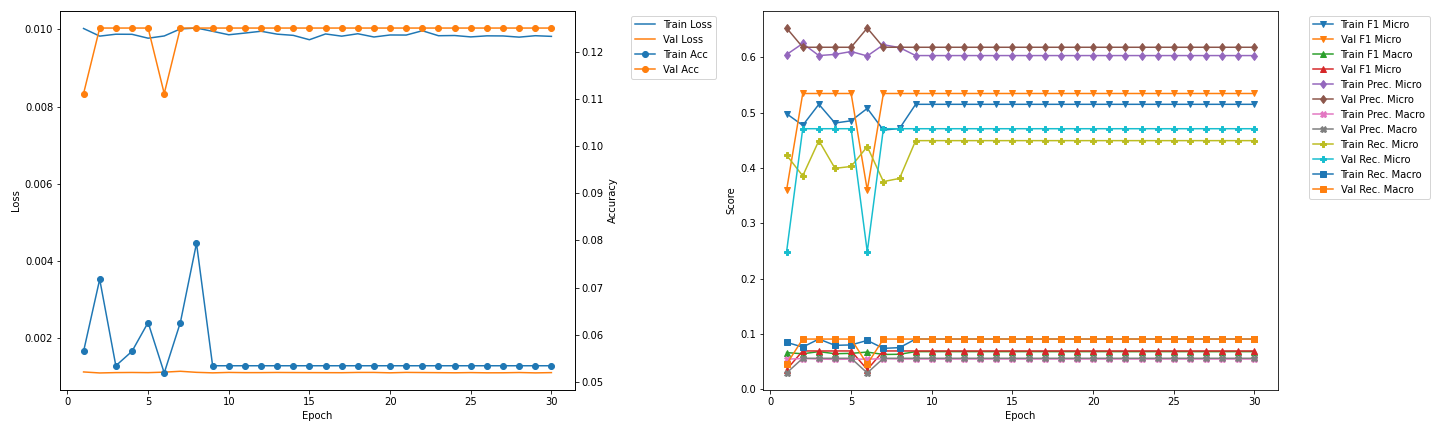 0.010
0.008
0.006
0.004
0.002
Loss
0
5
10
15
20
25
30
Epoch
0.12
0.11
0.10
0.09
0.08
0.07
0.06
0.05
Accuracy
Train Loss
Val Loss
Train Acc
Val Acc
0.6
0.5
0.4
0.3
0.2
0.1
0.0
Score
0
5
10
15
20
25
30
Epoch
Train F1 Micro
Val F1 Micro
Train F1 Macro
Val F1 Micro
Train Prec. Micro
Val Prec. Micro
Train Prec. Macro
Val Prec. Macro
Train Rec. Micro
Val Rec. Micro
Train Rec. Macro
Val Rec. Macro